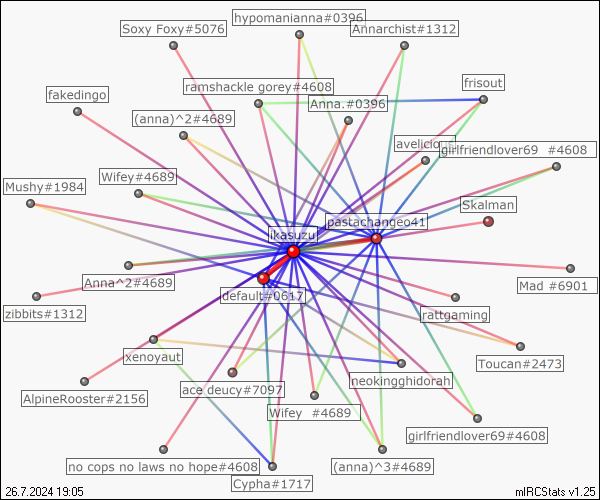 hypomanianna#0396
Soxy Foxy#5076
Annarchist#1312
frisout
ramshackle gorey#4608
fakedingo
Anna.#0396
(anna)^2#4689
aveliclo
girlfriendlover69 #4608
Wifey#4689
Mushy#1984
Skalman
pastachangeo41
ikasuzu
Anna^2#4689
Mad #6901
default#0617
zibbits#1312
rattgaming
xenoyaut
Toucan#2473
neokingghidorah
ace deucy#7097
AlpineRooster#2156
Wifey #4689
girlfriendlover69#4608
no cops no laws no hope#4608
(anna)^3#4689
Cypha#1717
26.7.2024 19:05
mIRCStats v1.25